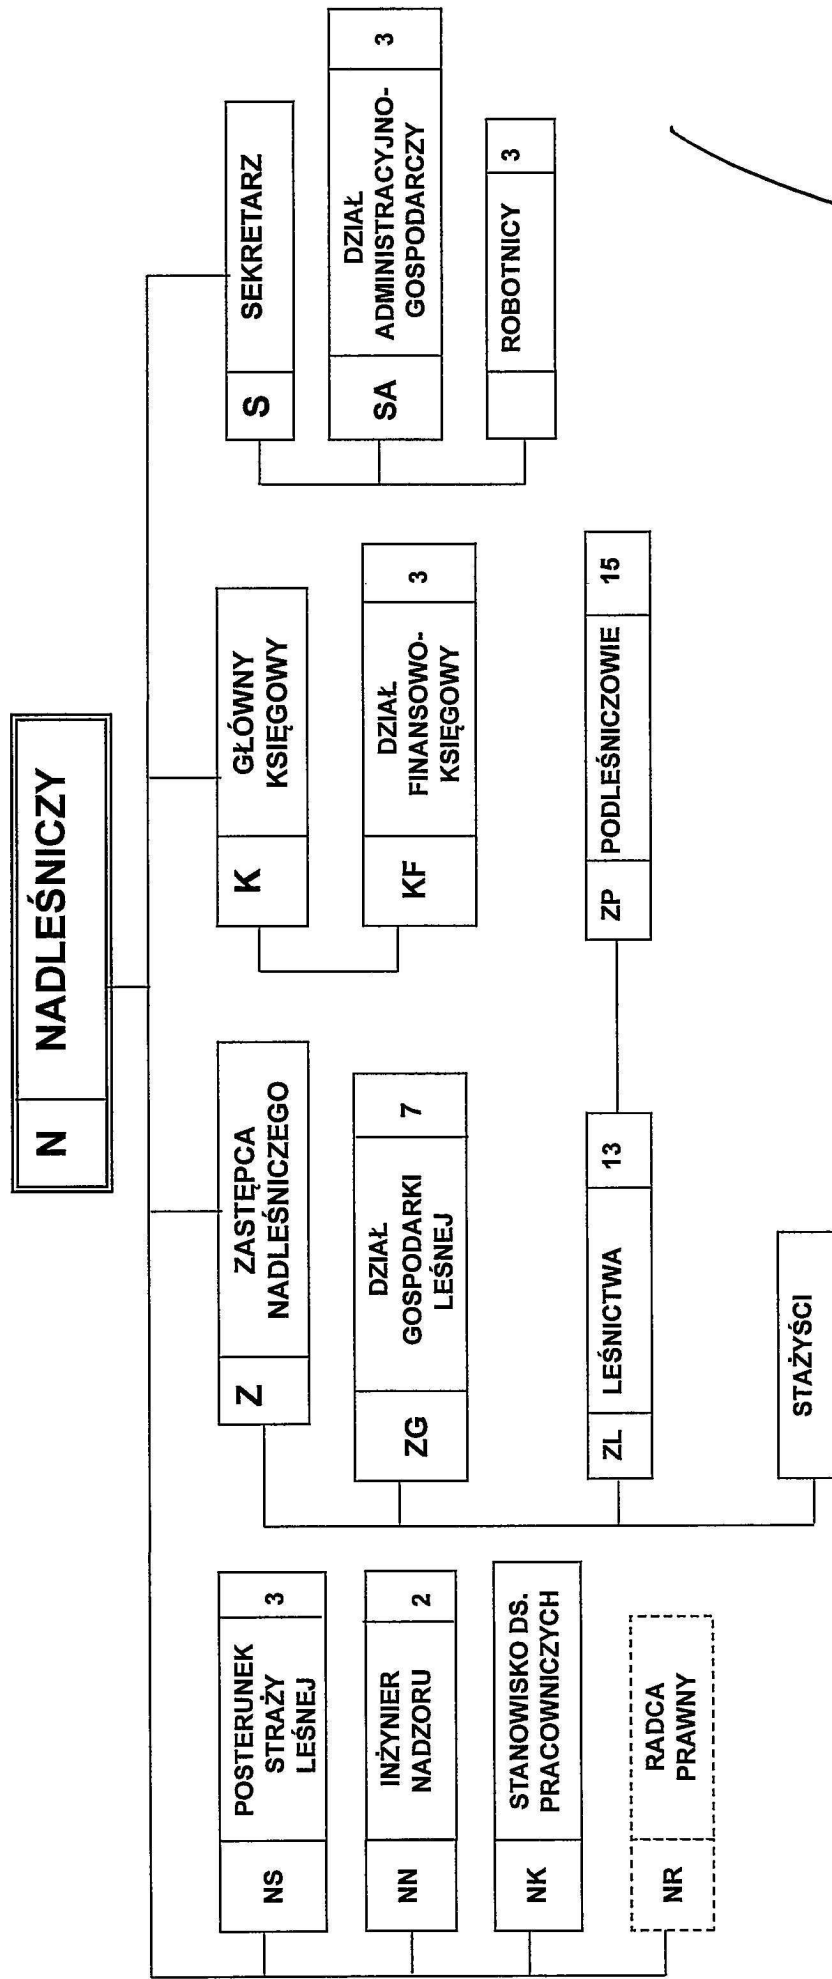 N NADLEŚNICZY
NS POSTERUNEK
STRAŻY
LEŚNEJ 3
NN INŻYNIER
NADZORU 2
NK STANOWISKO DS.
PRACOWNICZYCH
NR RADCA
PRAWNY
Z ZASTĘPCA
NADLEŚNICZEGO
ZG DZIAŁ
GOSPODARKI
LEŚNEJ 7
ZL LEŚNICTWA 13
ZP PODLEŚNICZOWIE 15
STAŻYŚCI
K GŁÓWNY
KSIĘGOWY
KF DZIAŁ
FINANSOWO-
KSIĘGOWY 3
S SEKRETARZ
SA DZIAŁ
ADMINISTRACYJNO-
GOSPODARCZY 3
ROBOTNICY 3